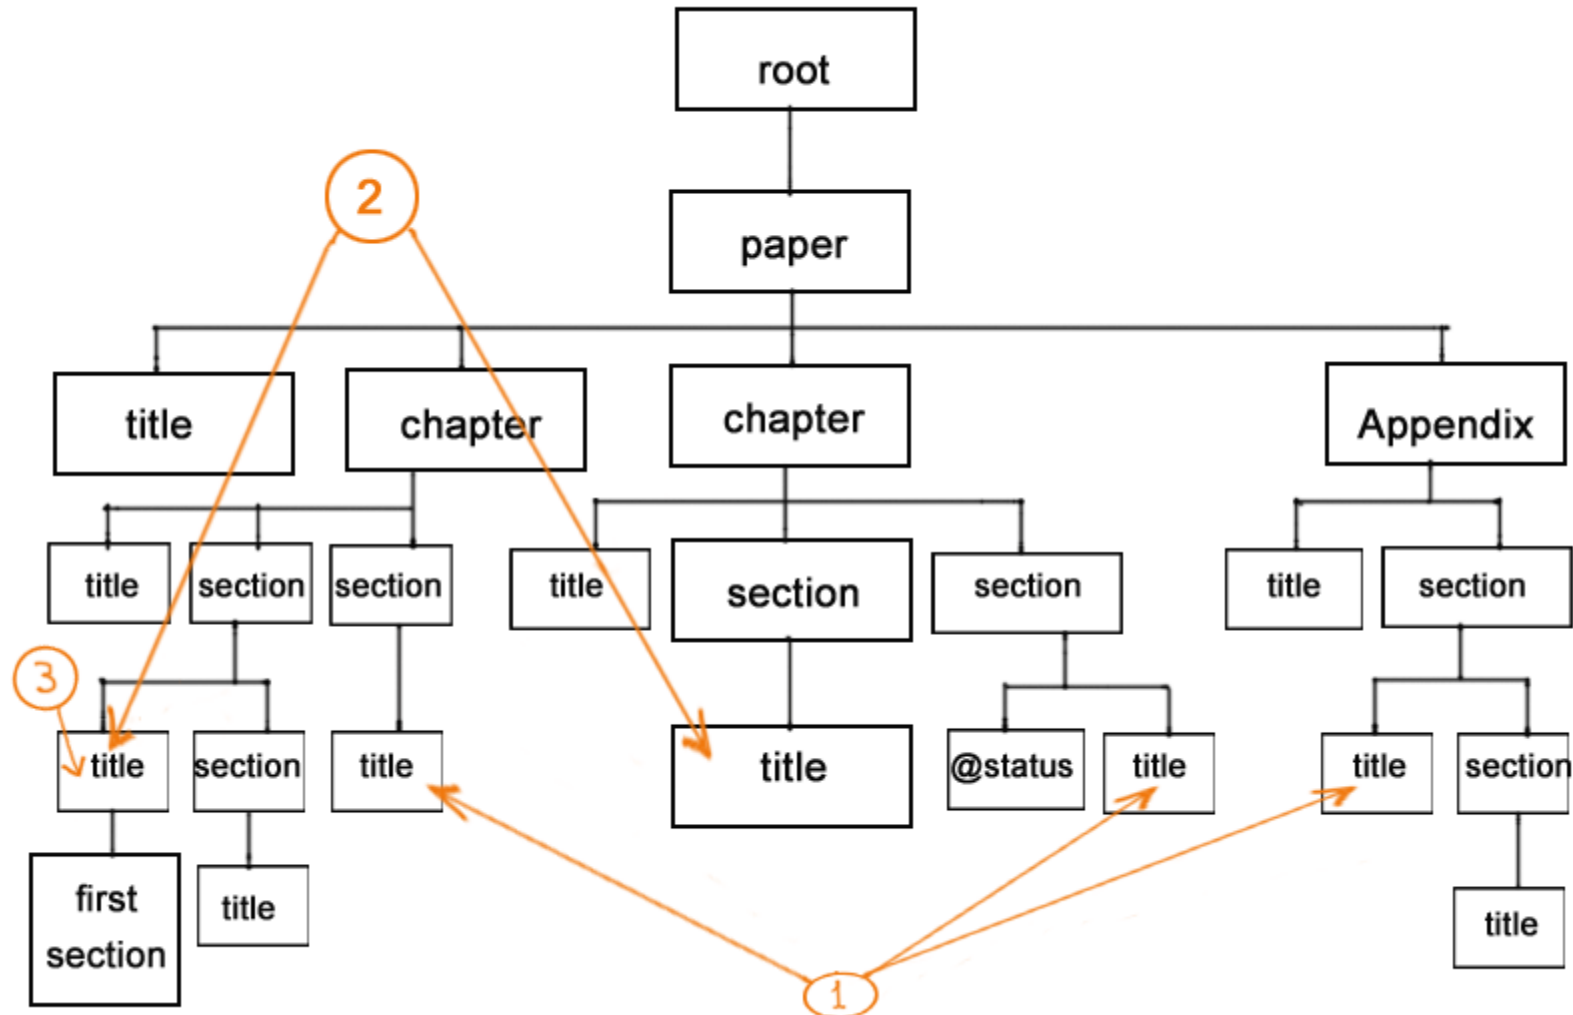 root
2
paper
title
chapter
chapter
Appendix
title
section
section
title
section
section
title
section
3
title
section
title
title
@status
title
title
section
first
section
title
title
1